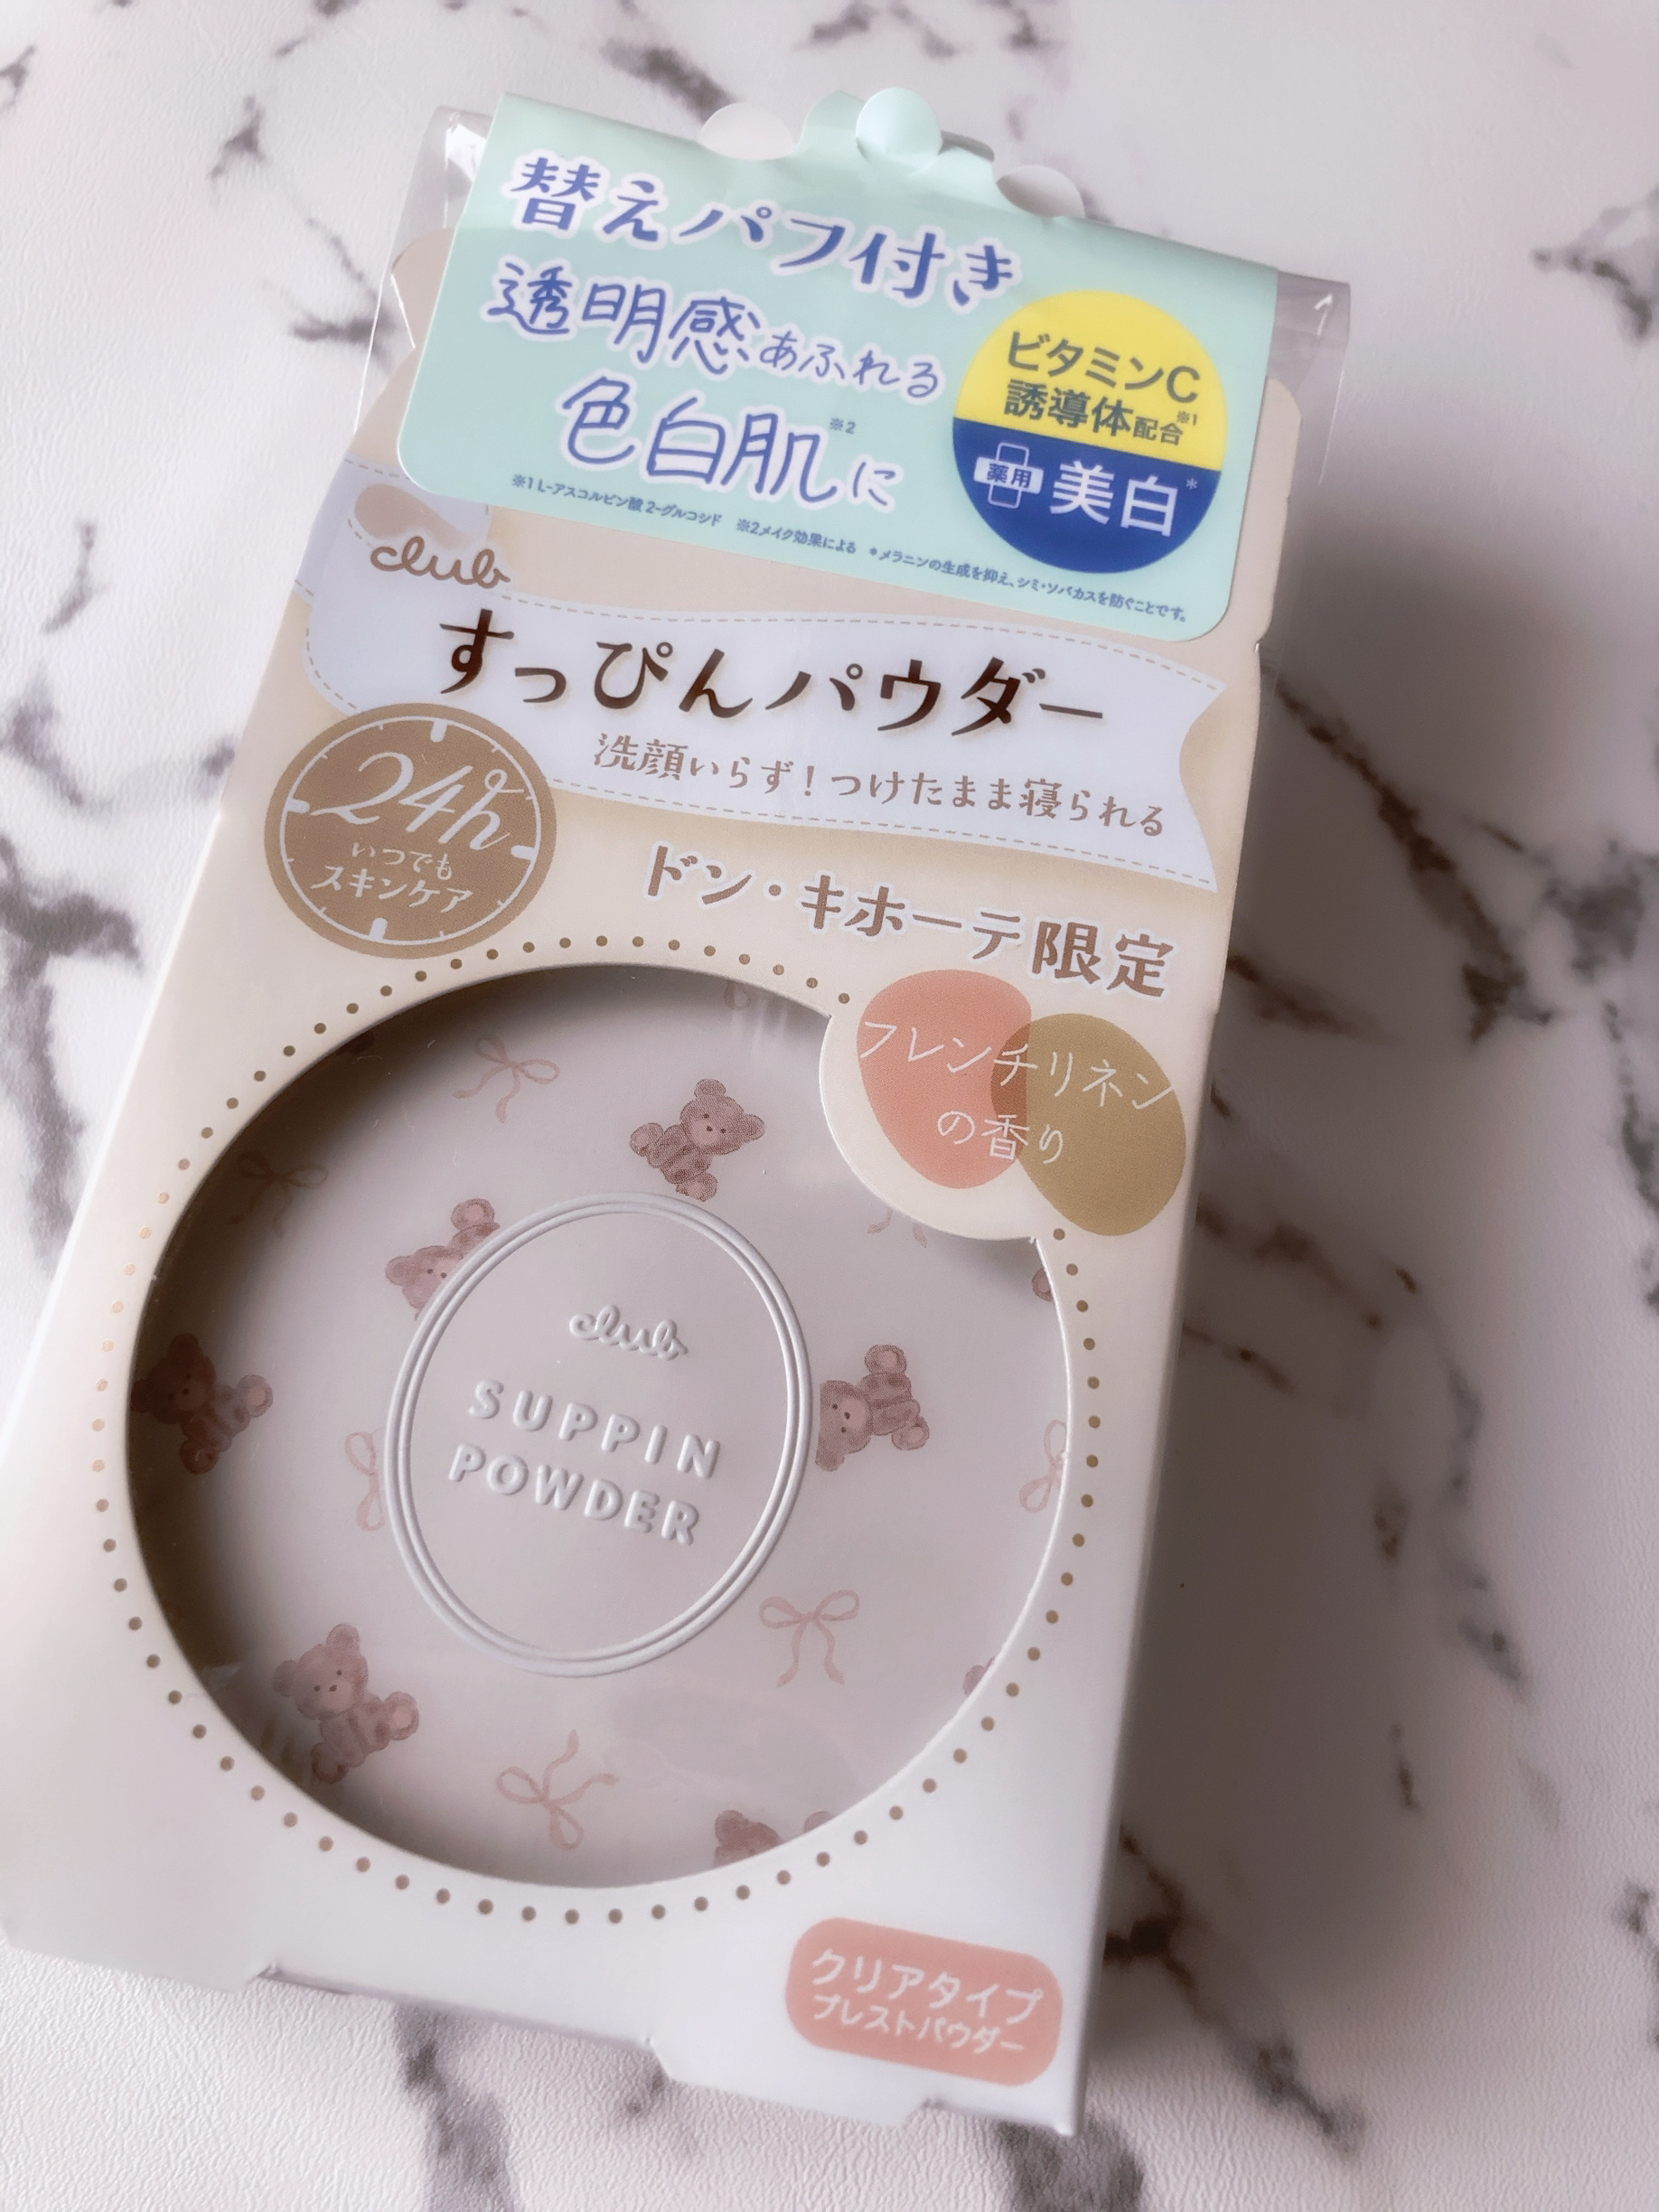 替えパフ付き
透明感あふれる
色白肌※2に
ビタミンC
誘導体配合※1
薬用 美白*
※1 L-アスコルビン酸 2-グルコシド ※2メイク効果による *メラニンの生成を抑え、シミ・ソバカスを防ぐことです。
club
すっぴんパウダー
洗顔いらず!つけたまま寝られる
24h
いつでも
スキンケア
ドン・キホーテ限定
フレンチリネン
の香り
club
SUPPIN
POWDER
クリアタイプ
プレストパウダー